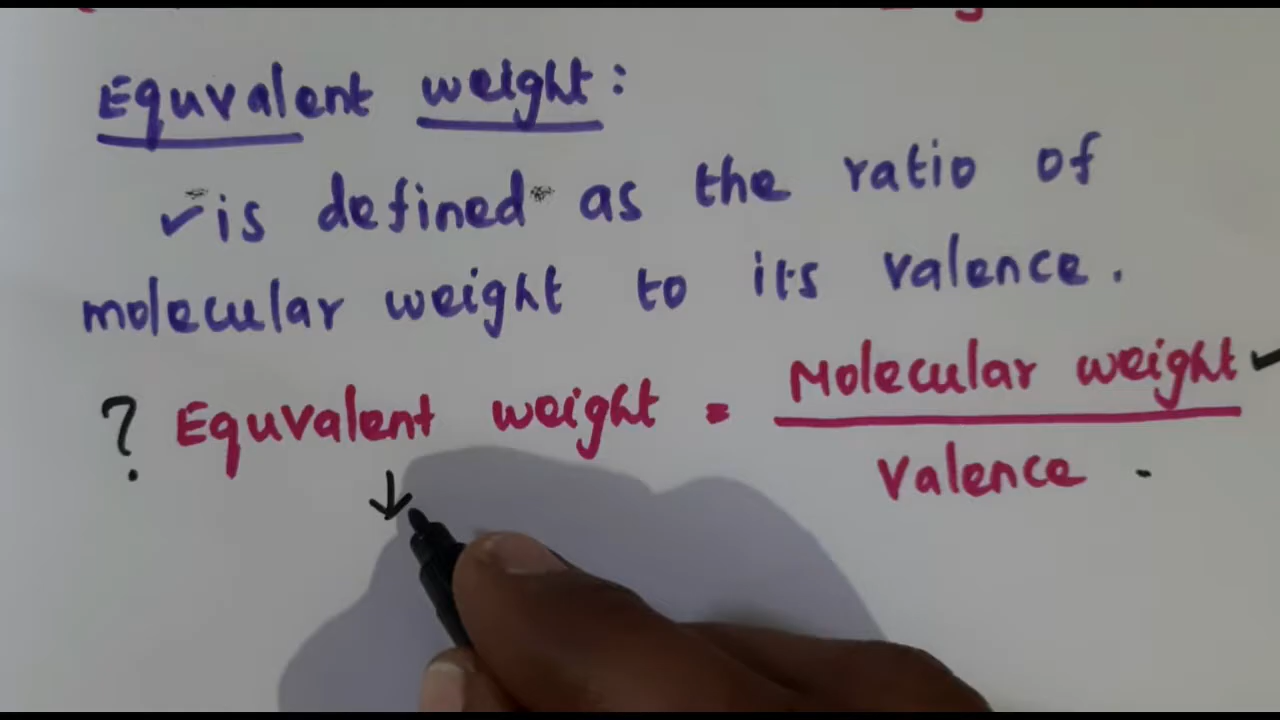 Equvalent weight:
✓is defined as the ratio of
molecular weight to its valence.
? Equvalent weight = Molecular weight ✓
Valence .
↓